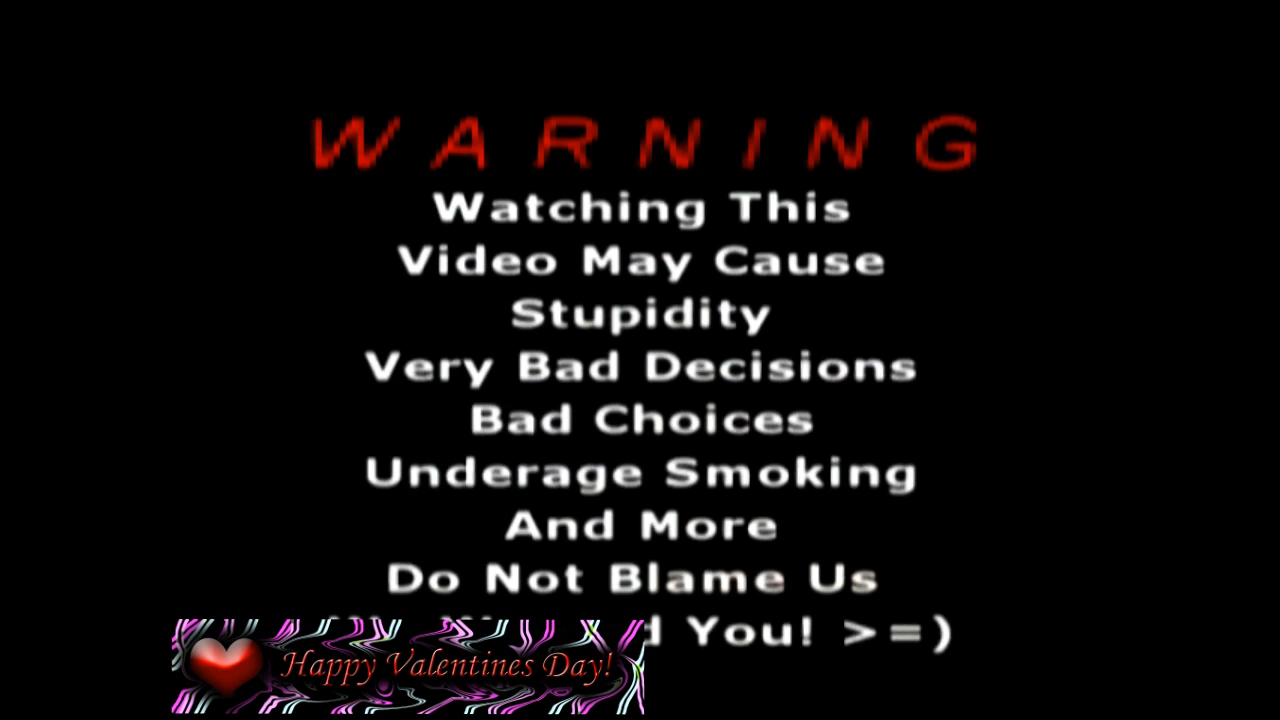 WARNING
Watching This
Video May Cause
Stupidity
Very Bad Decisions
Bad Choices
Underage Smoking
And More
Do Not Blame Us
You! >=)
Happy Valentines Day!